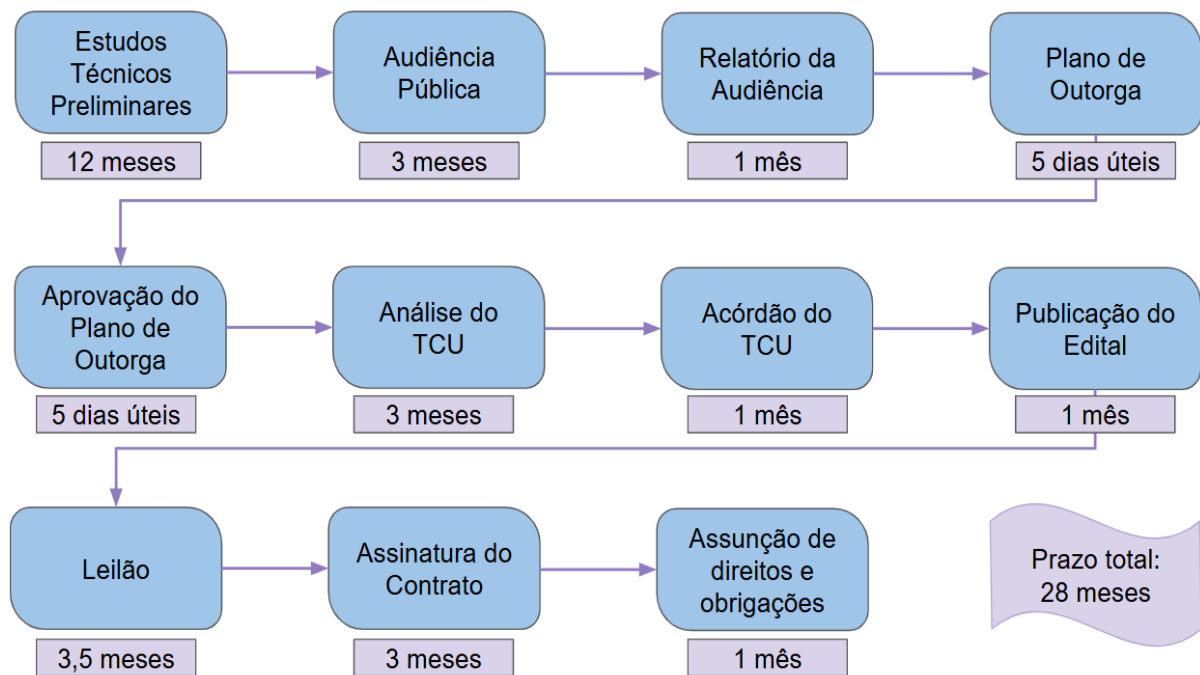 Estudos
Técnicos
Preliminares
12 meses
Audiência
Pública
3 meses
Relatório da
Audiência
1 mês
Plano de
Outorga
5 dias úteis
Aprovação do
Plano de
Outorga
5 dias úteis
Análise do
TCU
3 meses
Acórdão do
TCU
1 mês
Publicação do
Edital
1 mês
Leilão
3,5 meses
Assinatura do
Contrato
3 meses
Assunção de
direitos e
obrigações
1 mês
Prazo total:
28 meses